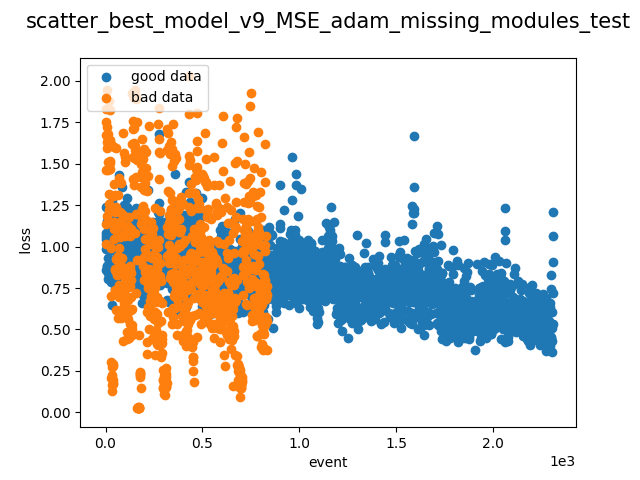 scatter_best_model_v9_MSE_adam_missing_modules_test
good data
bad data
2.00
1.75
1.50
1.25
1.00
0.75
0.50
0.25
0.00
loss
0.0
0.5
1.0
1.5
2.0
1e3
event